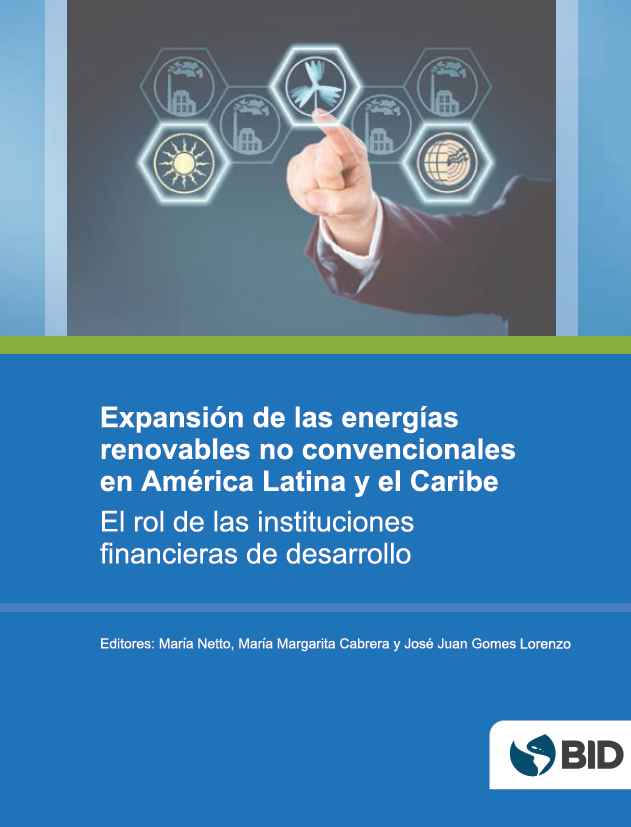 Expansión de las energías
renovables no convencionales
en América Latina y el Caribe
El rol de las instituciones
financieras de desarrollo
Editores: María Netto, María Margarita Cabrera y José Juan Gomes Lorenzo
BID